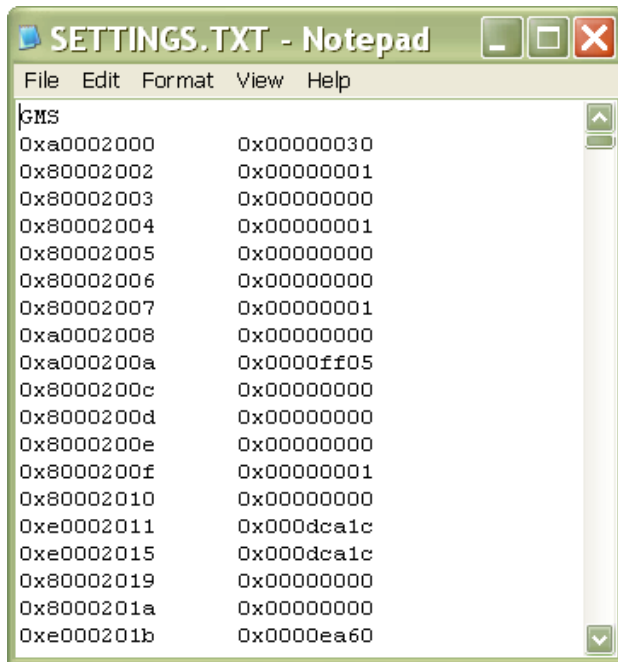 SETTINGS.TXT - Notepad
File Edit Format View Help
GMS
0xa0002000 0x00000030
0x80002002 0x00000001
0x80002003 0x00000000
0x80002004 0x00000001
0x80002005 0x00000000
0x80002006 0x00000000
0x80002007 0x00000001
0xa0002008 0x00000000
0xa000200a 0x0000ff05
0x8000200c 0x00000000
0x8000200d 0x00000000
0x8000200e 0x00000000
0x8000200f 0x00000001
0x80002010 0x00000000
0xe0002011 0x000dca1c
0xe0002015 0x000dca1c
0x80002019 0x00000000
0x8000201a 0x00000000
0xe000201b 0x0000ea60